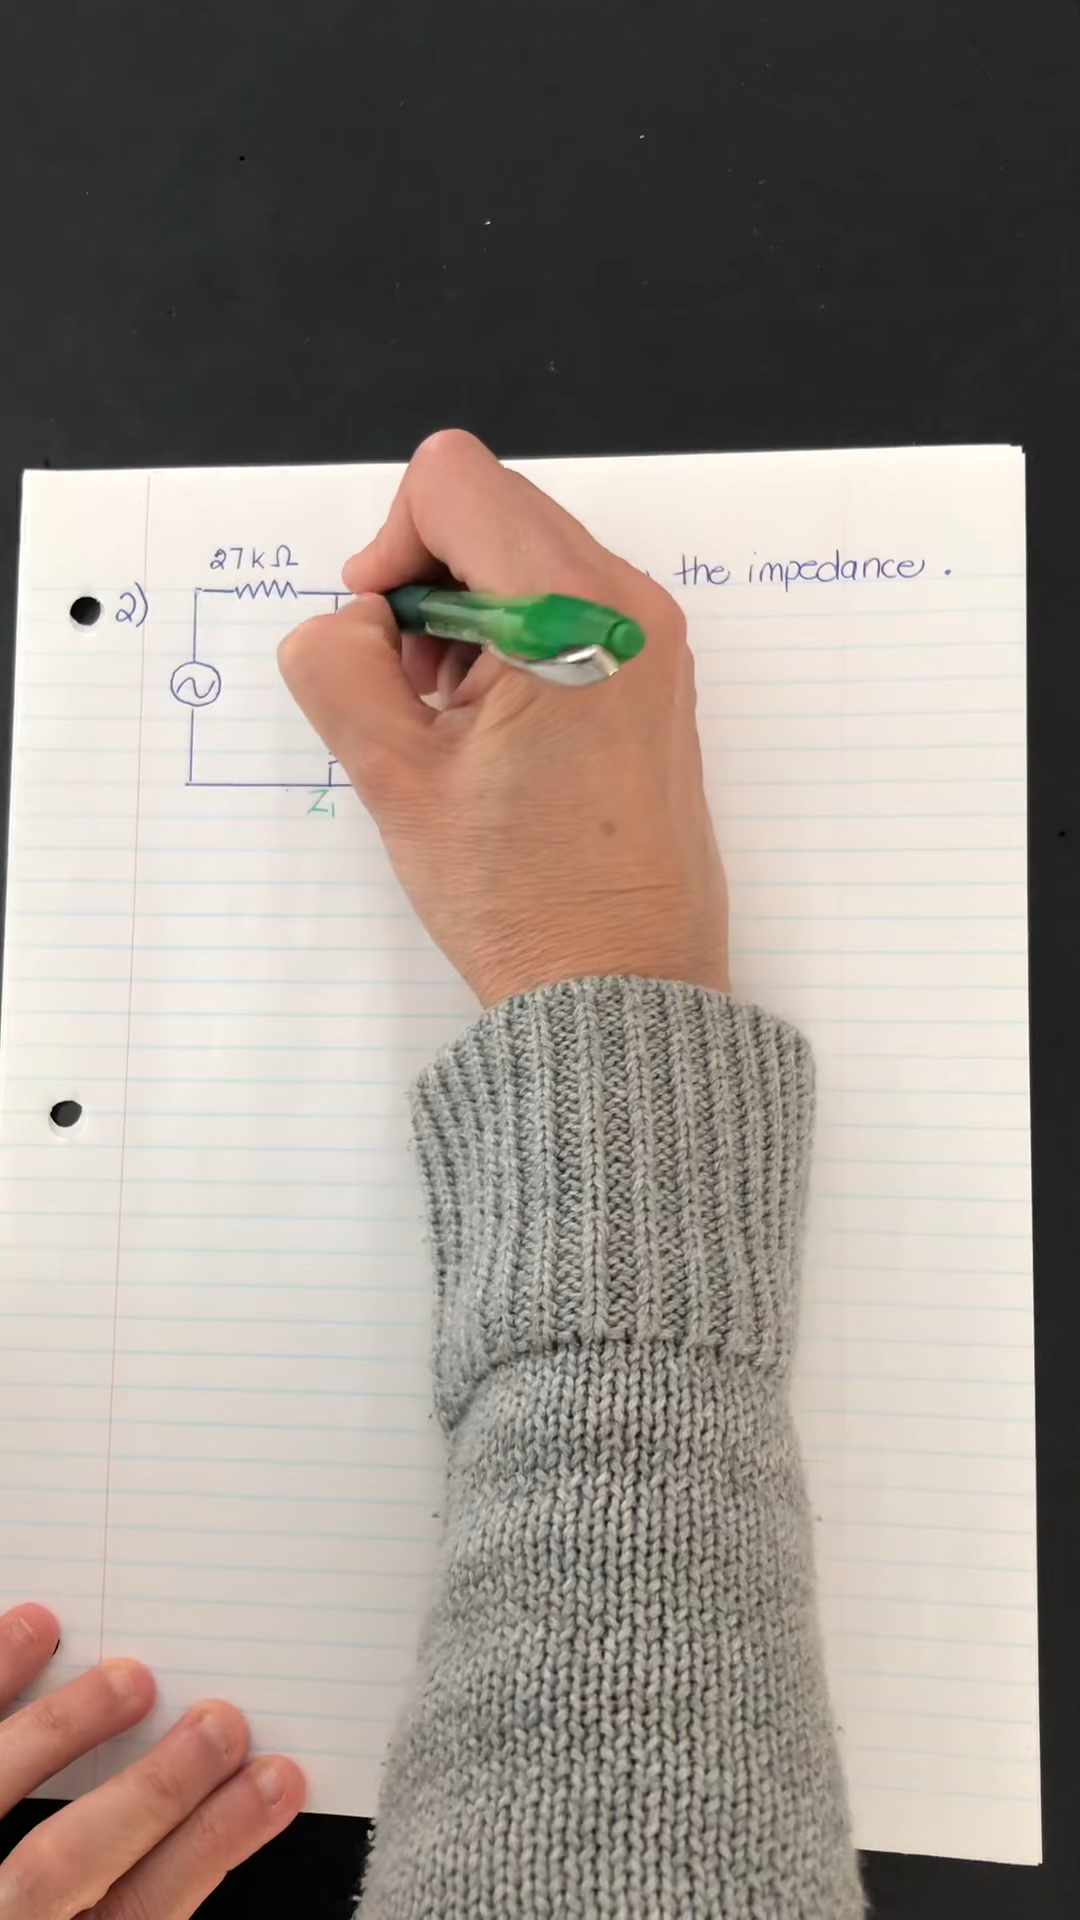 27kΩ
the impedance.
2)
Z₁